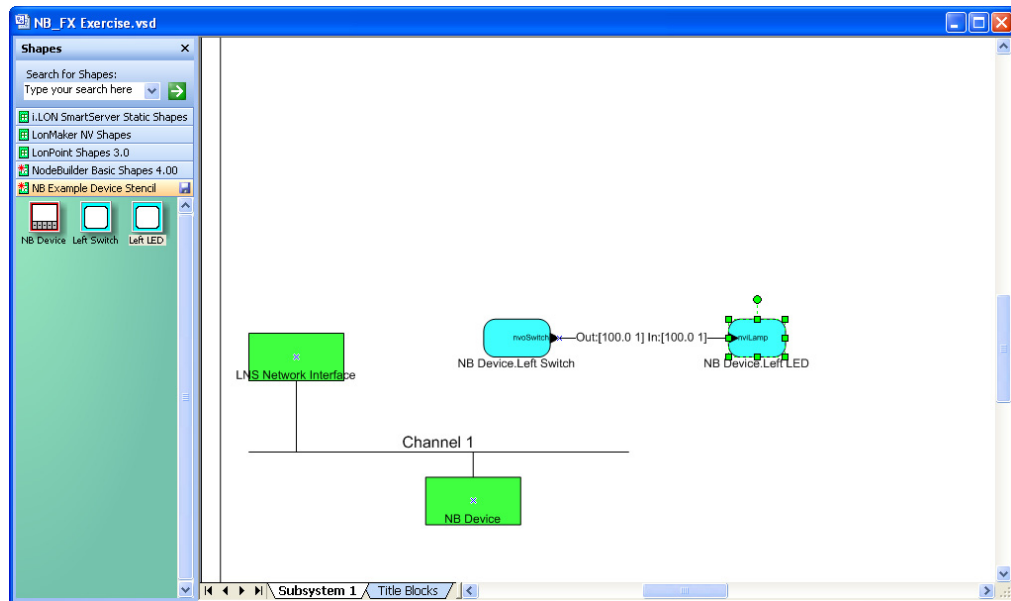 NB_FX Exercise.vsd
Shapes
Search for Shapes:
Type your search here
i.LON SmartServer Static Shapes
LonMaker NV Shapes
LonPoint Shapes 3.0
NodeBuilder Basic Shapes 4.00
NB Example Device Stencil
NB Device Left Switch Left LED
nvoSwitch Out:[100.0 1] In:[100.0 1] nviLamp
NB Device.Left Switch NB Device.Left LED
LNS Network Interface
Channel 1
NB Device
Subsystem 1 Title Blocks